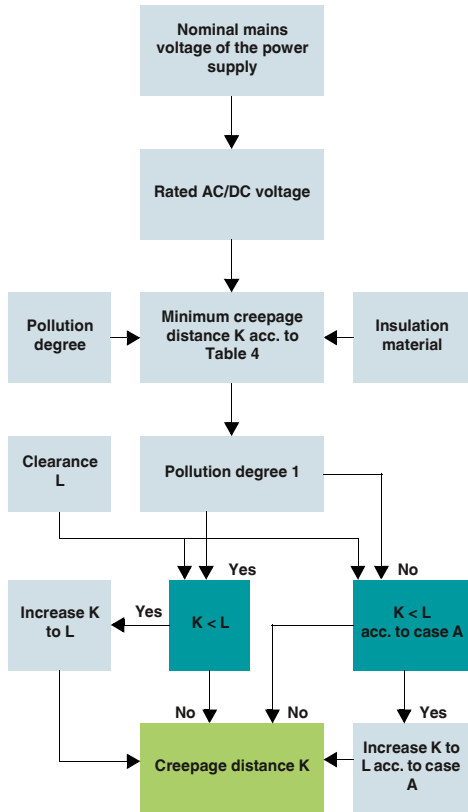 Nominal mains
voltage of the power
supply
Rated AC/DC voltage
Pollution
degree
Minimum creepage
distance K acc. to
Table 4
Insulation
material
Clearance
L
Pollution degree 1
Yes
No
Increase K
to L
Yes
K < L
K < L
acc. to case A
No
No
Yes
Creepage distance K
Increase K to
L acc. to case
A